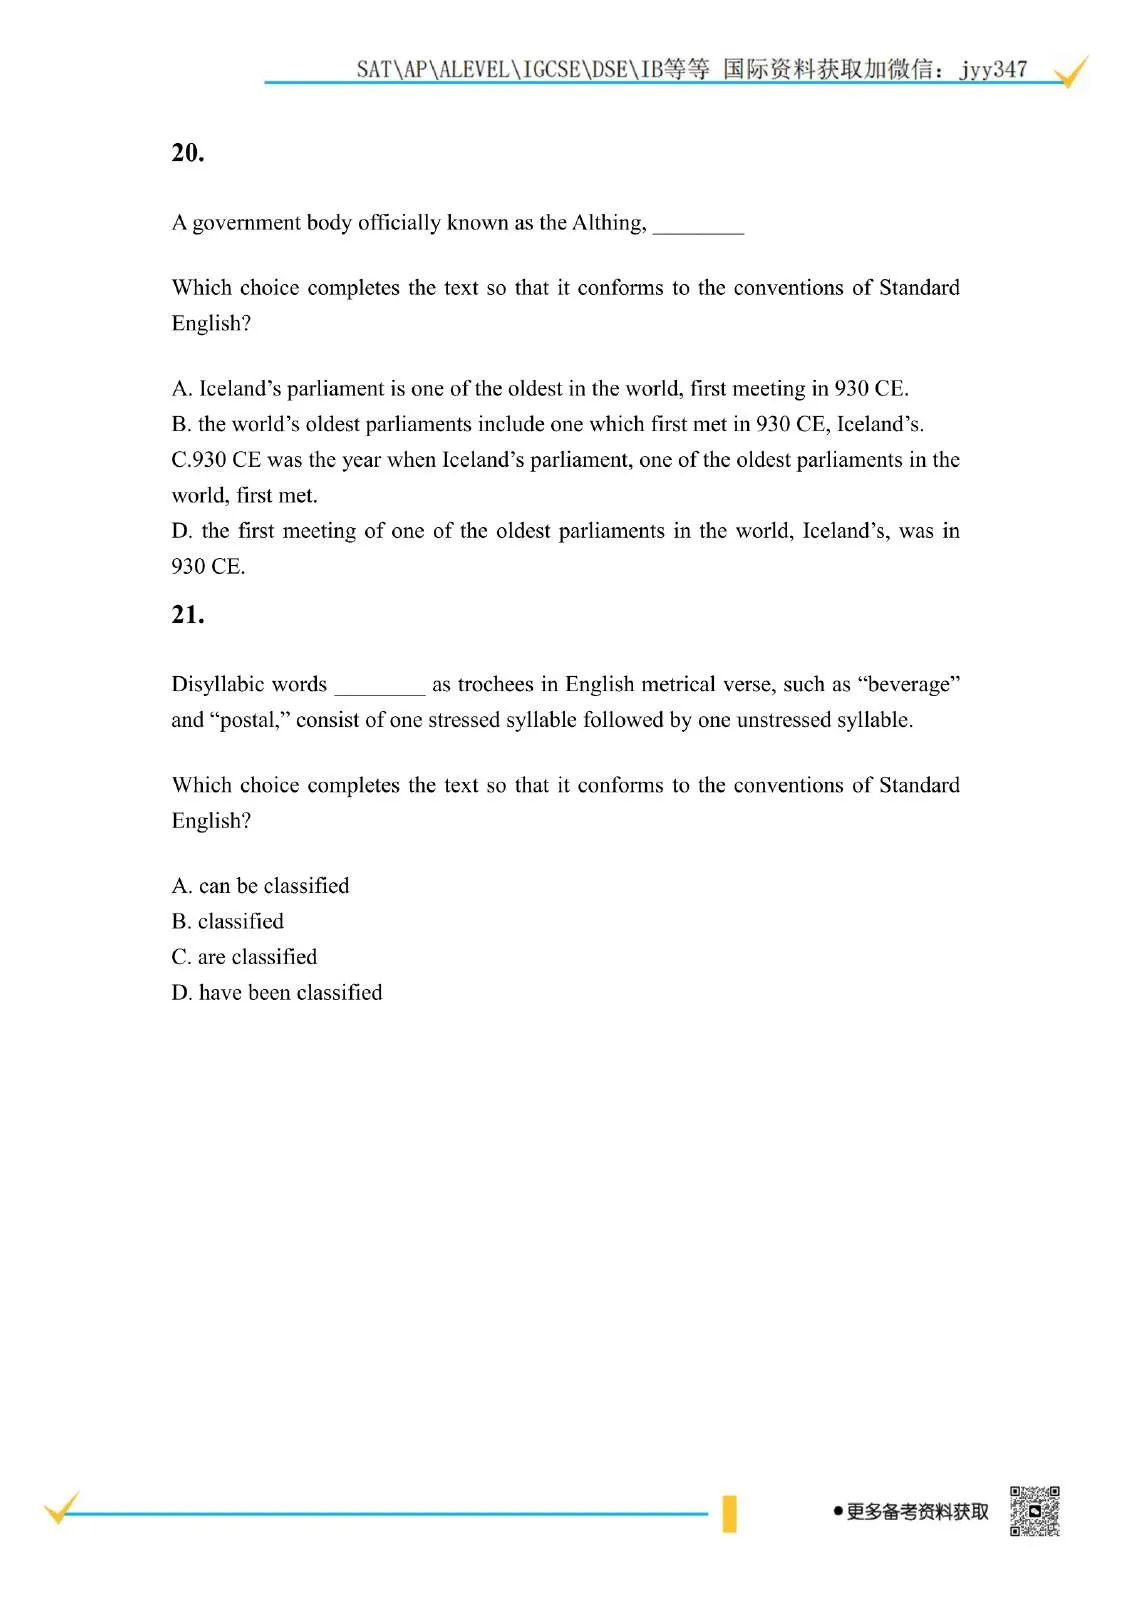 SAT\AP\ALEVEL\IGCSE\DSE\IB等等 国际资料获取加微信：jyy347
20.
A government body officially known as the Althing, ________
Which choice completes the text so that it conforms to the conventions of Standard
English?
A. Iceland’s parliament is one of the oldest in the world, first meeting in 930 CE.
B. the world’s oldest parliaments include one which first met in 930 CE, Iceland’s.
C.930 CE was the year when Iceland’s parliament, one of the oldest parliaments in the
world, first met.
D. the first meeting of one of the oldest parliaments in the world, Iceland’s, was in
930 CE.
21.
Disyllabic words ________ as trochees in English metrical verse, such as “beverage”
and “postal,” consist of one stressed syllable followed by one unstressed syllable.
Which choice completes the text so that it conforms to the conventions of Standard
English?
A. can be classified
B. classified
C. are classified
D. have been classified
●更多备考资料获取